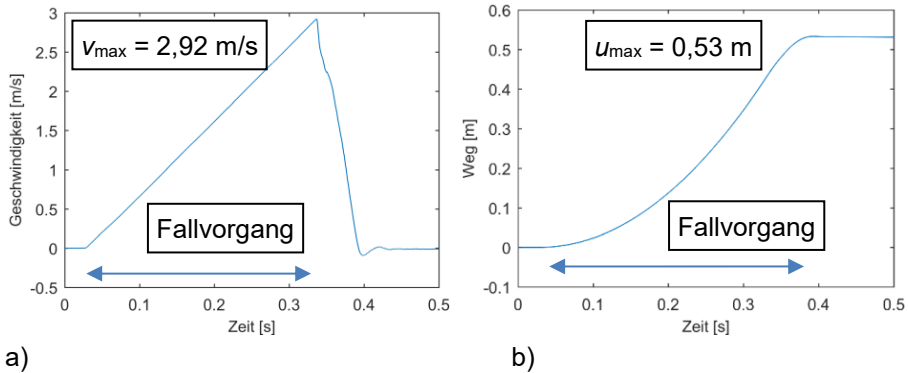 3
2.5
2
1.5
1
0.5
0
-0.5
Geschwindigkeit [m/s]
vmax = 2,92 m/s
Fallvorgang
0 0.1 0.2 0.3 0.4 0.5
Zeit [s]
a)
0.6
0.5
0.4
0.3
0.2
0.1
0
-0.1
Weg [m]
umax = 0,53 m
Fallvorgang
0 0.1 0.2 0.3 0.4 0.5
Zeit [s]
b)